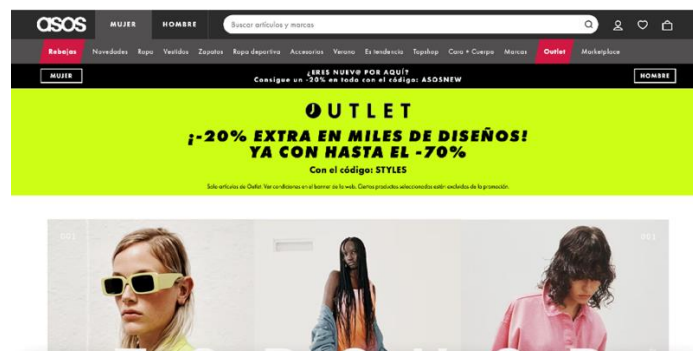 asos
MUJER
HOMBRE
Buscar artículos y marcas
Rebajas Novedades Ropa Vestidos Zapatos Ropa deportiva Accesorios Verano Es tendencia Topshop Cara + Cuerpo Marcas Outlet Marketplace
MUJER
¿ERES NUEV@ POR AQUÍ?
Consigue un -20% en todo con el código: ASOSNEW
HOMBRE
OUTLET
¡-20% EXTRA EN MILES DE DISEÑOS!
YA CON HASTA EL -70%
Con el código: STYLES
Solo artículos de Outlet. Ver condiciones en el banner de la web. Ciertos productos seleccionados están excluidos de la promoción.
001
001